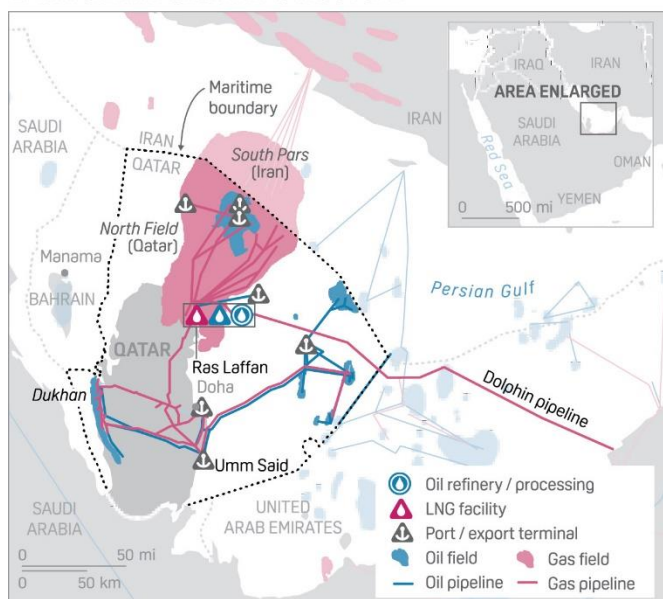 Maritime
boundary
IRAN
QATAR
SAUDI
ARABIA
South Pars
(Iran)
IRAN
North Field
(Qatar)
Manama
BAHRAIN
QATAR
Ras Laffan
Doha
Dukhan
Umm Said
Persian Gulf
Dolphin pipeline
SAUDI
ARABIA
UNITED
ARAB EMIRATES
0 50 mi
0 50 km
IRAQ
IRAN
AREA ENLARGED
SAUDI
ARABIA
Red Sea
OMAN
YEMEN
0 500 mi
Oil refinery / processing
LNG facility
Port / export terminal
Oil field
Gas field
Oil pipeline
Gas pipeline